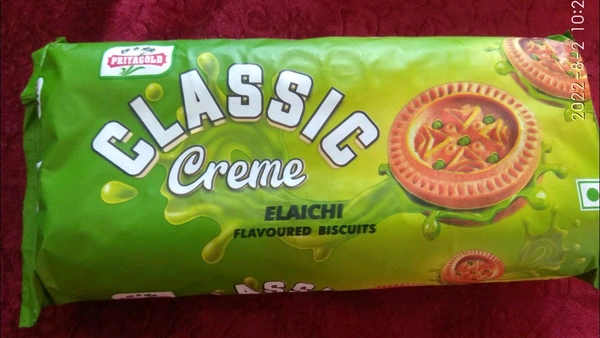 PRIYAGOLD
CLASSIC
Creme
ELAICHI
FLAVOURED BISCUITS
2022-8-2 10:2